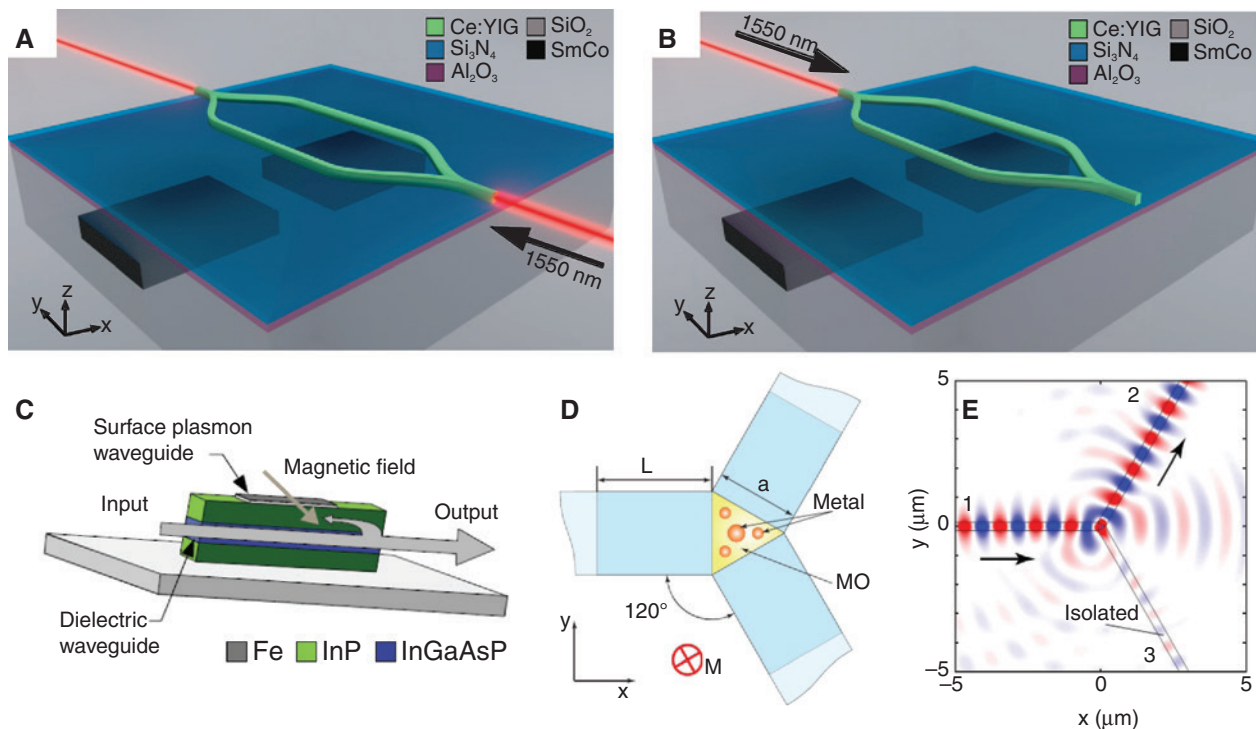 A
Ce:YIG
SiO₂
Si₃N₄
SmCo
Al₂O₃
1550 nm
z
y
x
B
1550 nm
Ce:YIG
SiO₂
Si₃N₄
SmCo
Al₂O₃
z
y
x
C
Surface plasmon
waveguide
Magnetic field
Input
Output
Dielectric
waveguide
Fe
InP
InGaAsP
D
L
a
Metal
MO
120°
y
x
M
E
5
0
–5
y (μm)
1
2
Isolated
3
–5
0
5
x (μm)